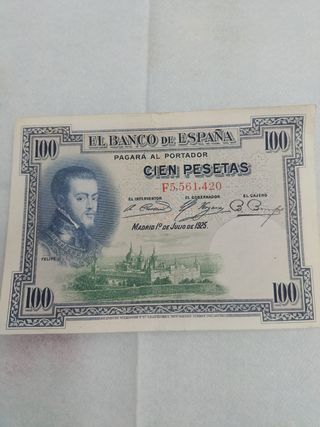 100 100
EL BANCO DE ESPAÑA
PAGARÁ AL PORTADOR
CIEN PESETAS
F5,561,420
EL INTERVENTOR EL GOBERNADOR EL CAJERO
MADRID 1º DE JULIO DE 1925.
FELIPE II
100 100